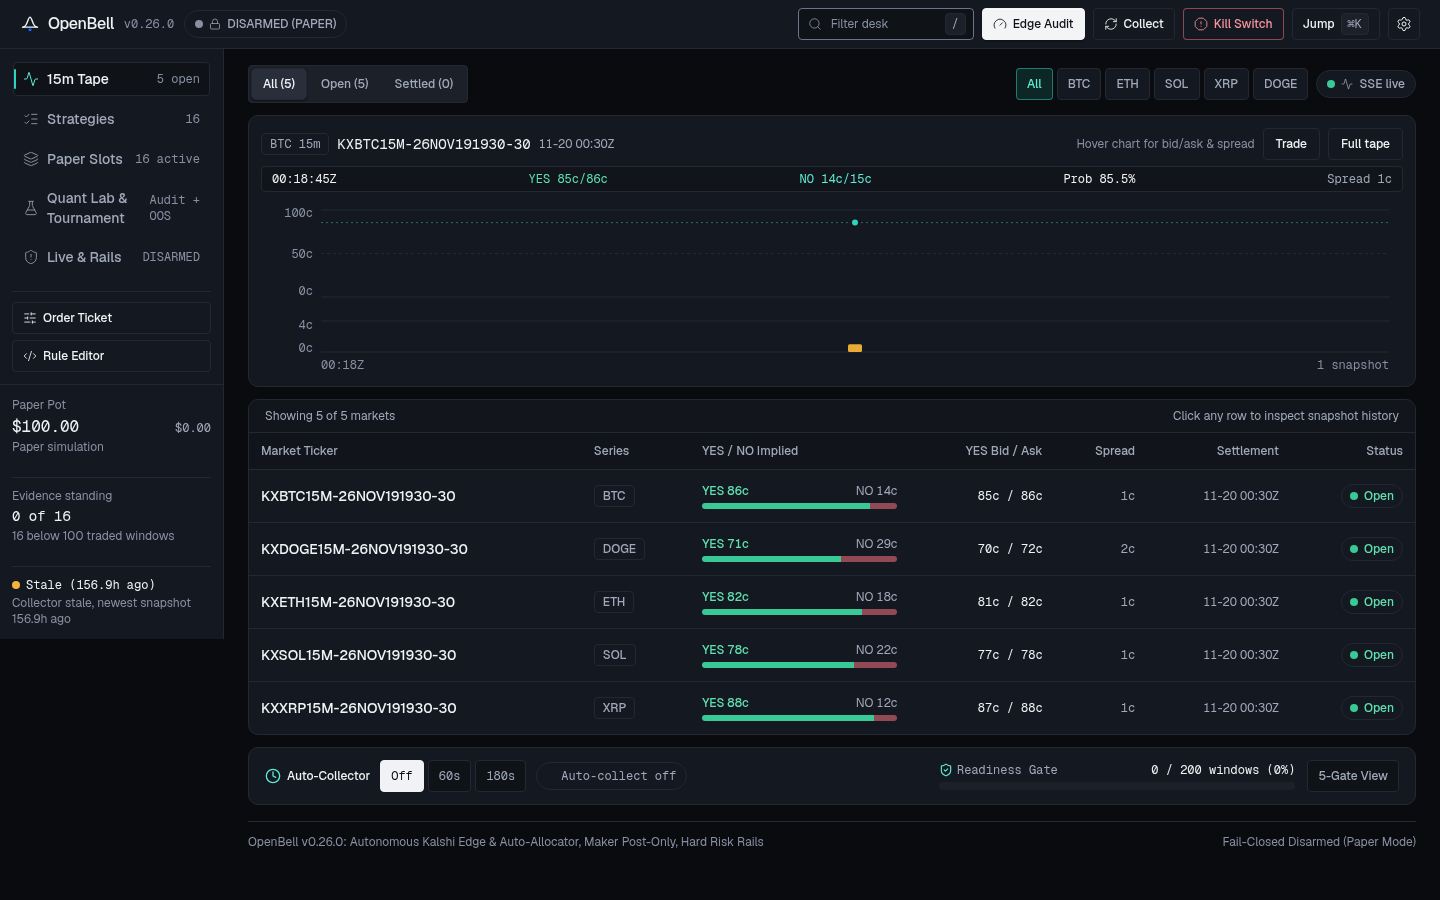 OpenBell v0.26.0 DISARMED (PAPER) Filter desk / Edge Audit Collect Kill Switch Jump ⌘K
15m Tape 5 open
Strategies 16
Paper Slots 16 active
Quant Lab & Tournament Audit + OOS
Live & Rails DISARMED
Order Ticket
Rule Editor
Paper Pot
$100.00 $0.00
Paper simulation
Evidence standing
0 of 16
16 below 100 traded windows
Stale (156.9h ago)
Collector stale, newest snapshot
156.9h ago
All (5) Open (5) Settled (0) All BTC ETH SOL XRP DOGE SSE live
BTC 15m KXBTC15M-26NOV191930-30 11-20 00:30Z Hover chart for bid/ask & spread Trade Full tape
00:18:45Z YES 85c/86c NO 14c/15c Prob 85.5% Spread 1c
100c
50c
0c
4c
0c
00:18Z 1 snapshot
Showing 5 of 5 markets Click any row to inspect snapshot history
Market Ticker Series YES / NO Implied YES Bid / Ask Spread Settlement Status
KXBTC15M-26NOV191930-30 BTC YES 86c NO 14c 85c / 86c 1c 11-20 00:30Z Open
KXDOGE15M-26NOV191930-30 DOGE YES 71c NO 29c 70c / 72c 2c 11-20 00:30Z Open
KXETH15M-26NOV191930-30 ETH YES 82c NO 18c 81c / 82c 1c 11-20 00:30Z Open
KXSOL15M-26NOV191930-30 SOL YES 78c NO 22c 77c / 78c 1c 11-20 00:30Z Open
KXXRP15M-26NOV191930-30 XRP YES 88c NO 12c 87c / 88c 1c 11-20 00:30Z Open
Auto-Collector Off 60s 180s Auto-collect off Readiness Gate 0 / 200 windows (0%) 5-Gate View
OpenBell v0.26.0: Autonomous Kalshi Edge & Auto-Allocator, Maker Post-Only, Hard Risk Rails Fail-Closed Disarmed (Paper Mode)